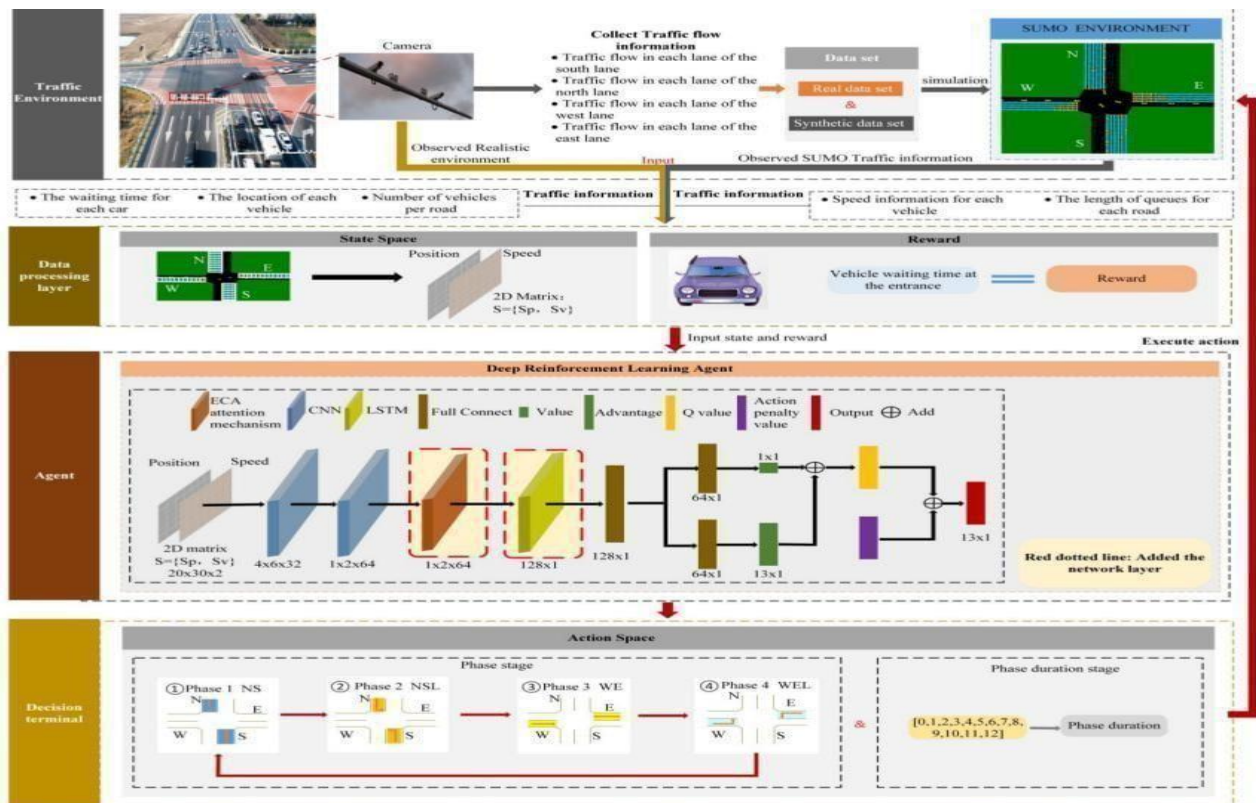 Traffic
Environment
Camera
Collect Traffic flow
information
• Traffic flow in each lane of the
south lane
• Traffic flow in each lane of the
north lane
• Traffic flow in each lane of the
west lane
• Traffic flow in each lane of the
east lane
Data set
Real data set
&
Synthetic data set
simulation
SUMO ENVIRONMENT
N
W
E
S
Observed Realistic
environment
Input
Observed SUMO Traffic information
• The waiting time for
each car
• The location of each
vehicle
• Number of vehicles
per road
Traffic information
Traffic information
• Speed information for each
vehicle
• The length of queues for
each road
Data
processing
layer
State Space
N
E
W
S
Position
Speed
2D Matrix:
S={Sp, Sv}
Reward
Vehicle waiting time at
the entrance
Reward
Input state and reward
Execute action
Agent
Deep Reinforcement Learning Agent
ECA
attention
mechanism
CNN
LSTM
Full Connect
Value
Advantage
Q value
Action
penalty
value
Output
Add
Position
Speed
2D matrix
S={Sp, Sv}
20x30x2
4x6x32
1x2x64
1x2x64
128x1
128x1
64x1
1x1
64x1
13x1
13x1
Red dotted line: Added the
network layer
Decision
terminal
Action Space
Phase stage
①Phase 1 NS
N
E
W
S
② Phase 2 NSL
N
E
W
S
③ Phase 3 WE
N
E
W
S
④ Phase 4 WEL
N
E
W
S
&
Phase duration stage
[0,1,2,3,4,5,6,7,8,
9,10,11,12]
Phase duration